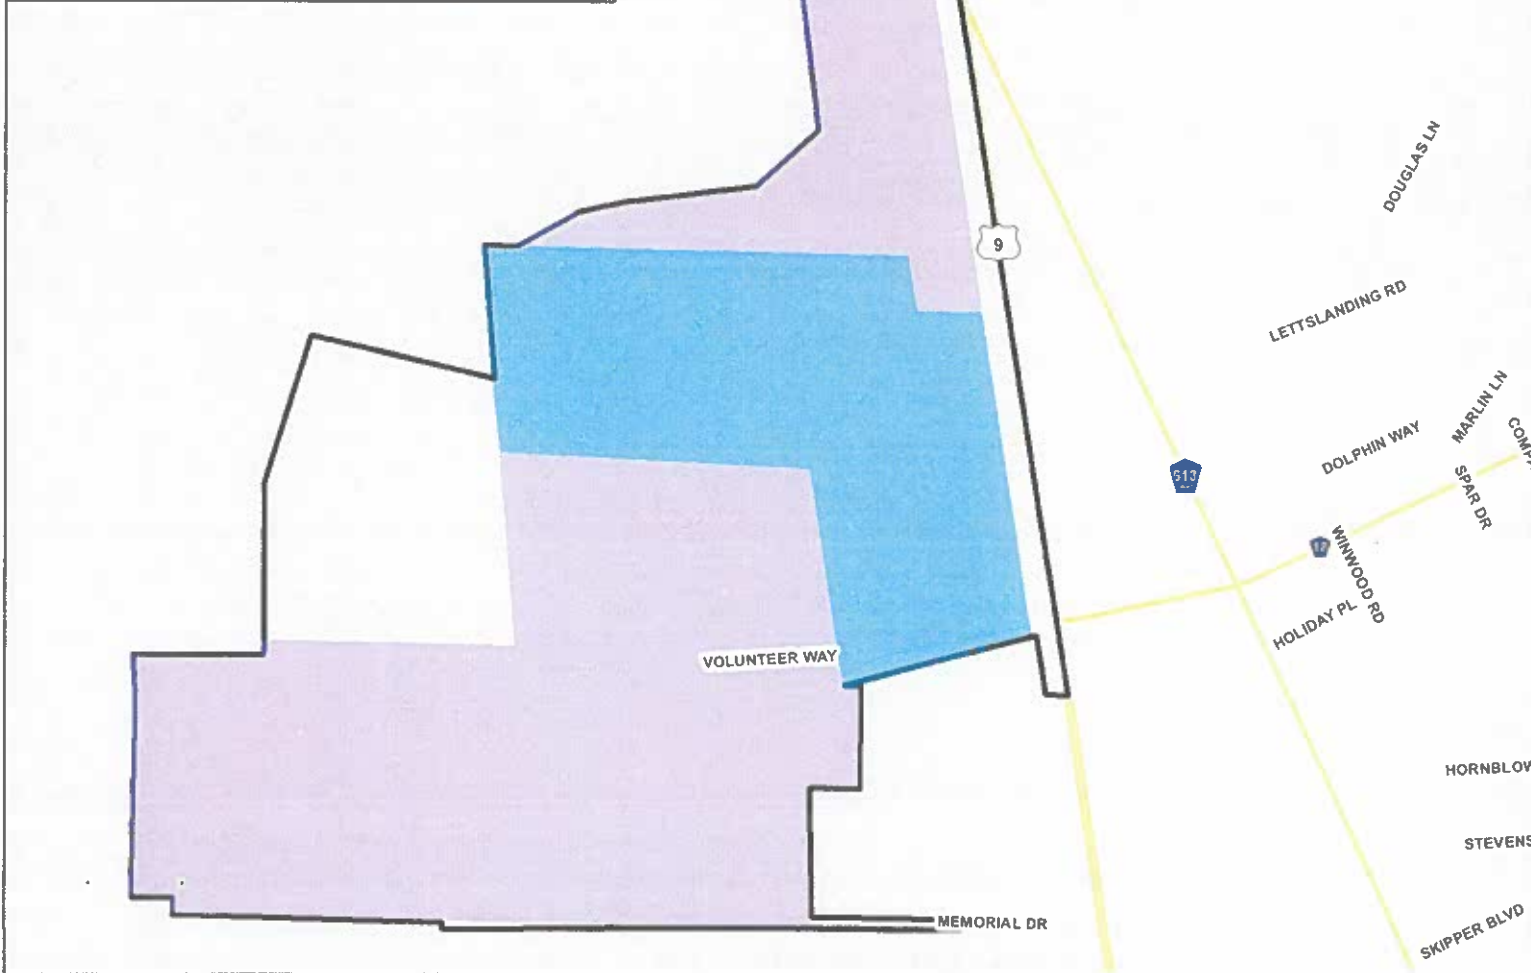 DOUGLAS LN
9
LETTSLANDING RD
MARLIN LN
DOLPHIN WAY
SPAR DR
WINWOOD RD
HOLIDAY PL
VOLUNTEER WAY
HORNBLOW
STEVENS
MEMORIAL DR
SKIPPER BLVD